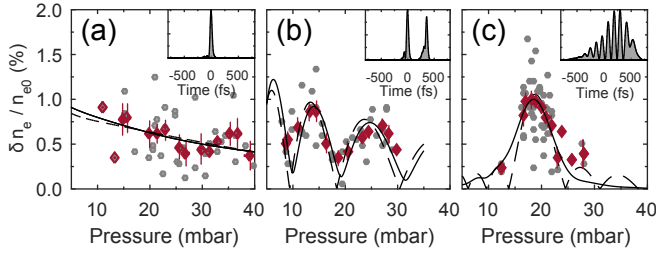 δn_e / n_e0 (%)
2.0
1.5
1.0
0.5
0.0
(a)
-500 0 500
Time (fs)
10 20 30 40
Pressure (mbar)
(b)
-500 0 500
Time (fs)
10 20 30 40
Pressure (mbar)
(c)
-500 0 500
Time (fs)
10 20 30 40
Pressure (mbar)